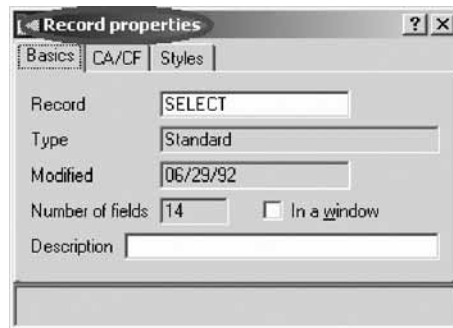 Record properties
Basics CA/CF Styles
Record SELECT
Type Standard
Modified 06/29/92
Number of fields 14 In a window
Description